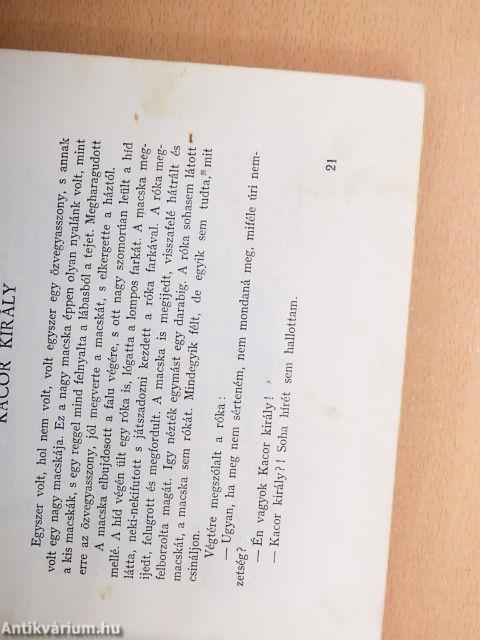 KACOR KIRÁLY
Egyszer volt, hol nem volt, volt egyszer egy özvegyasszony, s annak
volt egy nagy macskája. Ez a nagy macska éppen olyan nyalánk volt, mint
a kis macskák, s egy reggel mind felnyalta a lábasból a tejet. Megharagudott
erre az özvegyasszony, jól megverte a macskát, s elkergette a háztól.
A macska elbujdosott a falu végére, s ott nagy szomorúan leült a híd
mellé. A híd végén ült egy róka is, lógatta a lompos farkát. A macska meg-
látta, neki-nekifutott s játszadozni kezdett a róka farkával. A róka meg-
ijedt, felugrott és megfordult. A macska is megijedt, visszafelé hátrált és
felborzolta magát. Igy nézték egymást egy darabig. A róka sohasem látott
macskát, a macska sem rókát. Mindegyik félt, de egyik sem tudta, mit
csináljon.
Végtére megszólalt a róka:
— Ugyan, ha meg nem sérteném, nem mondaná meg, miféle úri nem-
zetség?
— Én vagyok Kacor király!
— Kacor király?! Soha hírét sem hallottam.
21
Antikvárium.hu